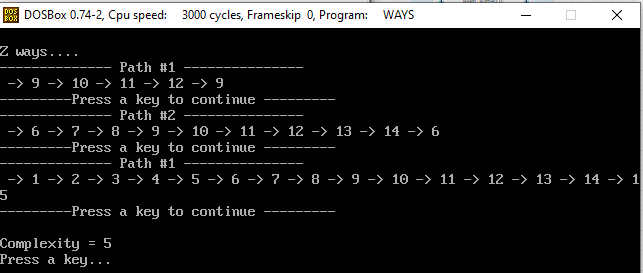 DOSBox 0.74-2, Cpu speed: 3000 cycles, Frameskip 0, Program: WAYS
Z ways....
-------------- Path #1 ---------------
-> 9 -> 10 -> 11 -> 12 -> 9
---------Press a key to continue ---------
-------------- Path #2 ---------------
-> 6 -> 7 -> 8 -> 9 -> 10 -> 11 -> 12 -> 13 -> 14 -> 6
---------Press a key to continue ---------
-------------- Path #1 ---------------
-> 1 -> 2 -> 3 -> 4 -> 5 -> 6 -> 7 -> 8 -> 9 -> 10 -> 11 -> 12 -> 13 -> 14 -> 1
5
---------Press a key to continue ---------
Complexity = 5
Press a key...